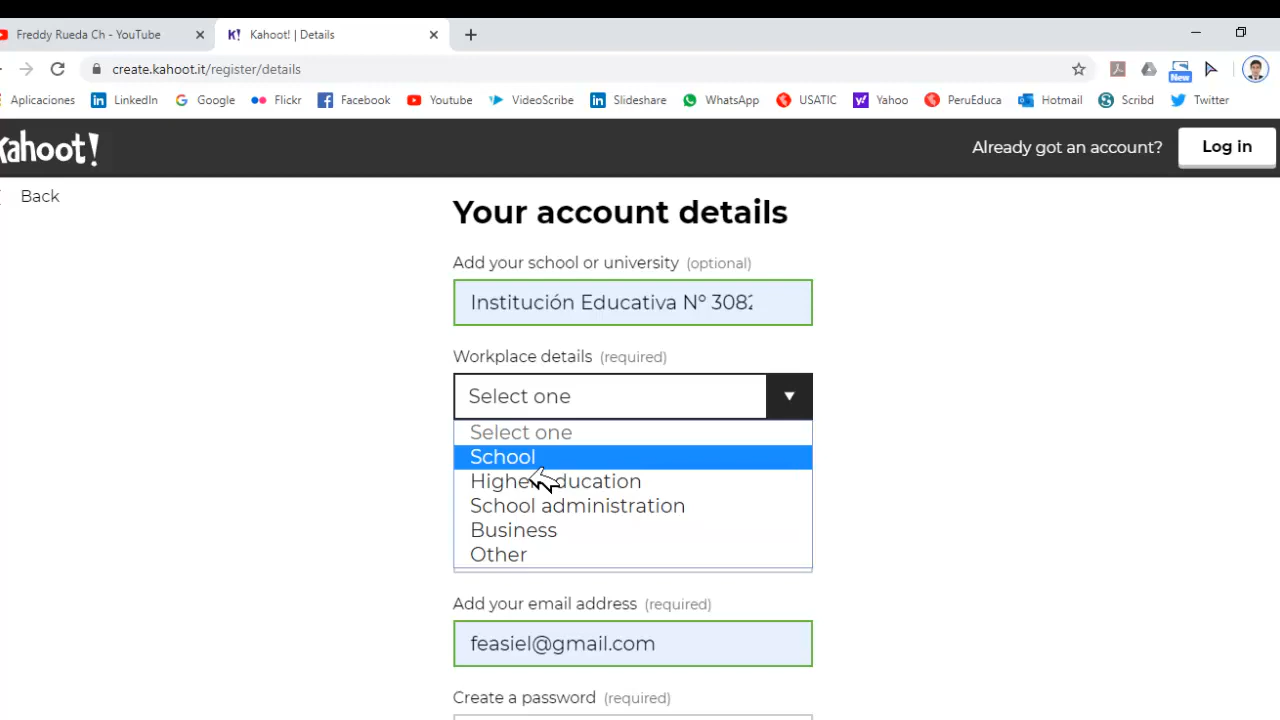 Freddy Rueda Ch - YouTube
Kahoot! | Details
create.kahoot.it/register/details
New
Aplicaciones LinkedIn Google Flickr Facebook Youtube VideoScribe Slideshare WhatsApp USATIC Yahoo PeruEduca Hotmail Scribd Twitter
Kahoot!
Already got an account?
Log in
Back
Your account details
Add your school or university (optional)
Institución Educativa Nº 3082
Workplace details (required)
Select one
Select one
School
Higher education
School administration
Business
Other
Add your email address (required)
feasiel@gmail.com
Create a password (required)